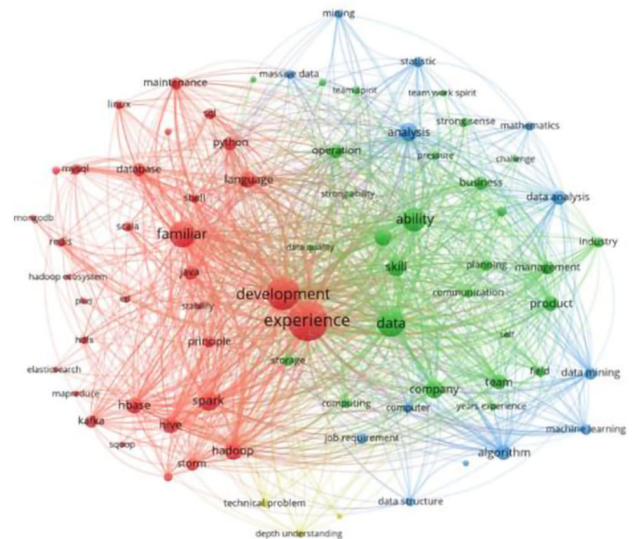 mining
statistic
massive data
maintenance
team spirit
team work spirit
linux
sql
strong sense
mathematics
analysis
python
operation
pressure
challenge
mysql
database
language
business
shell
strong ability
data analysis
mongodb
scala
ability
familiar
redis
data quality
industry
java
skill
planning
management
hadoop ecosystem
development
communication
stability
product
experience
data
hdfs
principle
storage
elasticsearch
field
data mining
team
mapreduce
company
hbase
spark
computing
computer
years experience
kafka
hive
machine learning
job requirement
sqoop
hadoop
algorithm
storm
technical problem
data structure
depth understanding